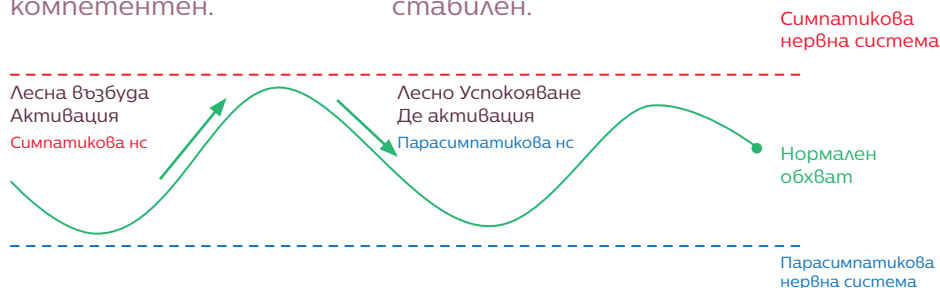 компетентен.
стабилен.
Симпатикова
нервна система
Лесна възбуда
Активация
Симпатикова нс
Лесно Успокояване
Де активация
Парасимпатикова нс
Нормален
обхват
Парасимпатикова
нервна система